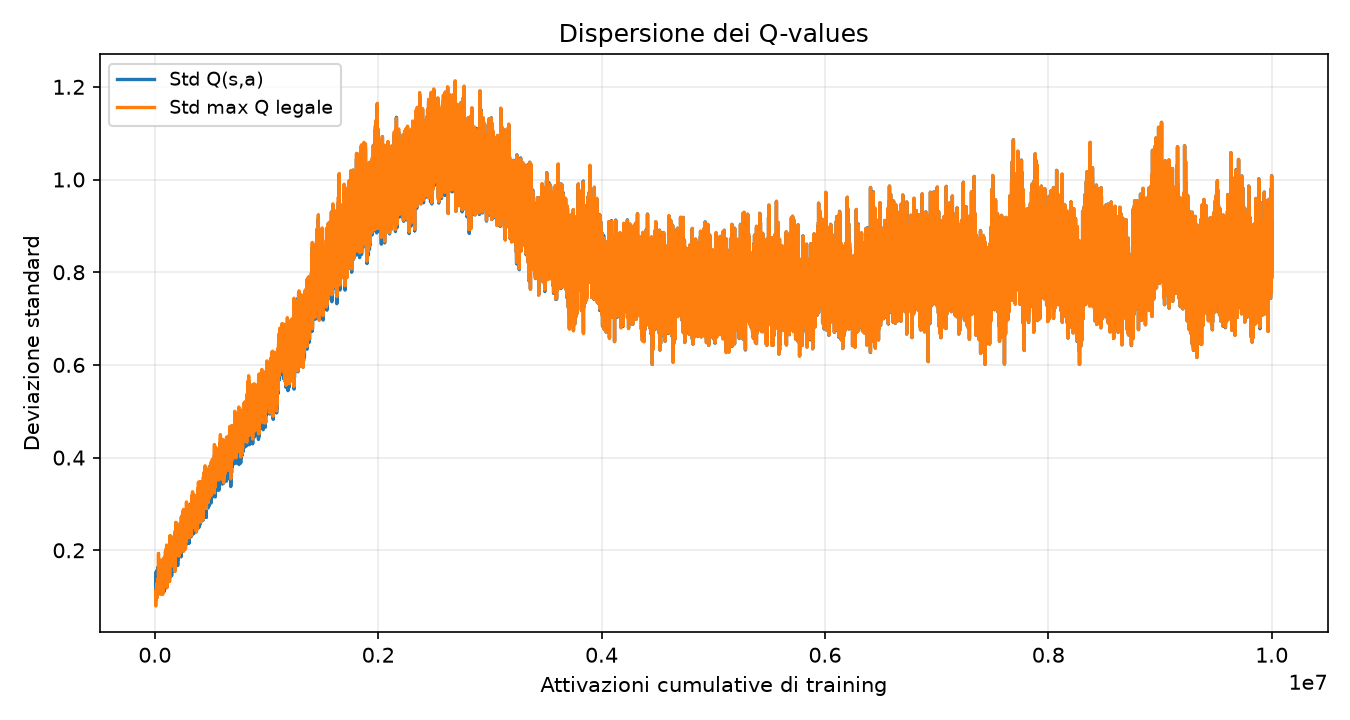 Dispersione dei Q-values
Std Q(s,a)
Std max Q legale
Deviazione standard
1.2
1.0
0.8
0.6
0.4
0.2
0.0 0.2 0.4 0.6 0.8 1.0
1e7
Attivazioni cumulative di training